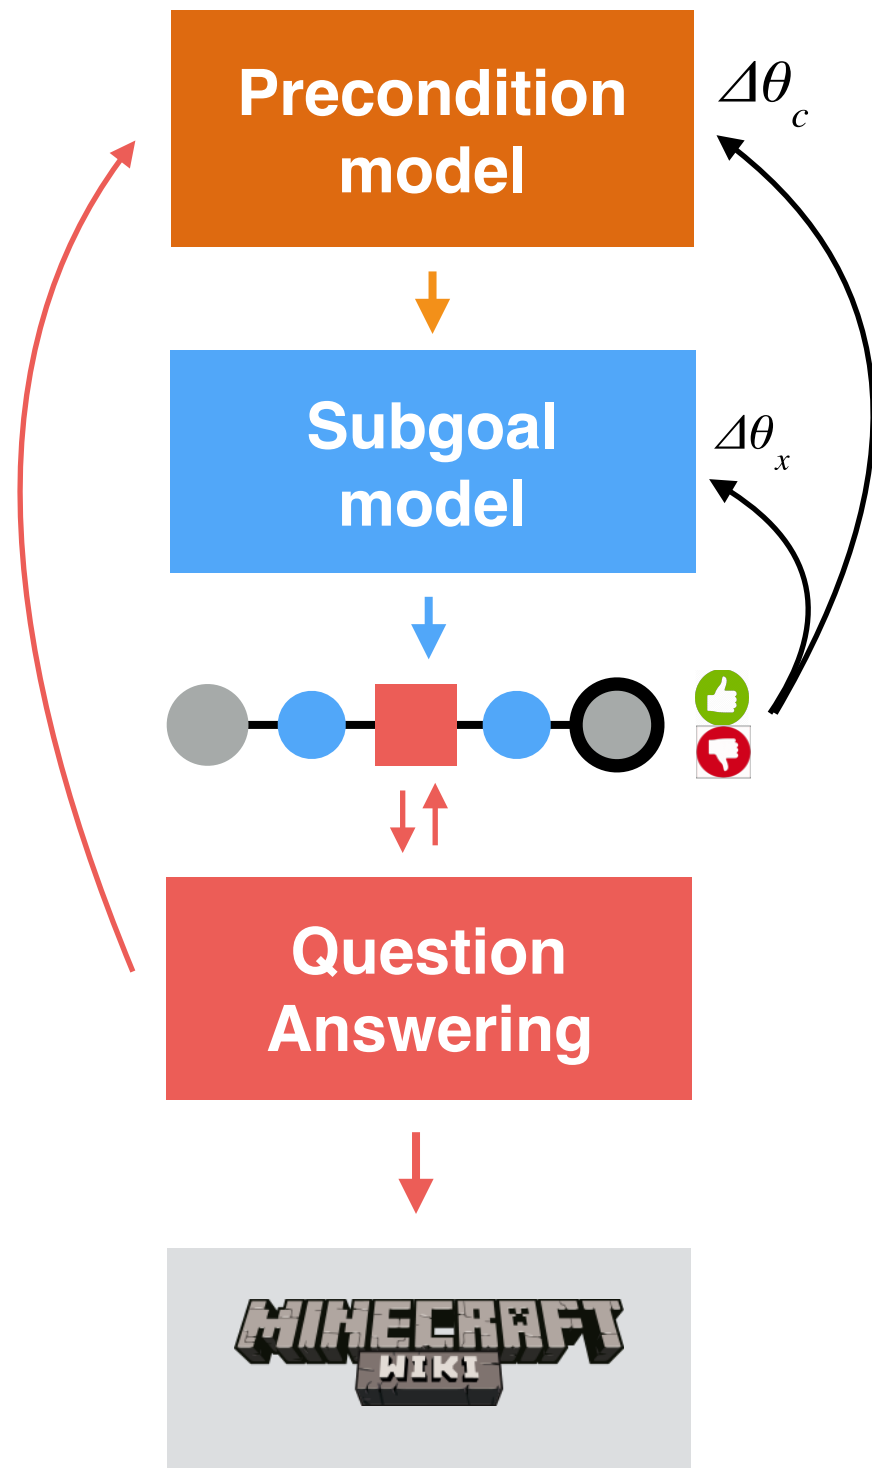 Precondition
model
Δθc
Subgoal
model
Δθx
Question
Answering
MINECRAFT
WIKI